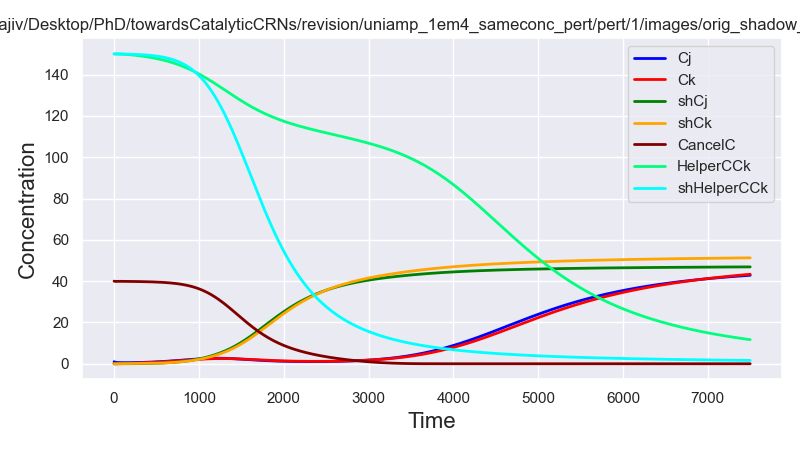 ajiv/Desktop/PhD/towardsCatalyticCRNs/revision/uniamp_1em4_sameconc_pert/pert/1/images/orig_shadow_
140
120
100
80
60
40
20
0
Concentration
Cj
Ck
shCj
shCk
CancelC
HelperCCk
shHelperCCk
0 1000 2000 3000 4000 5000 6000 7000
Time